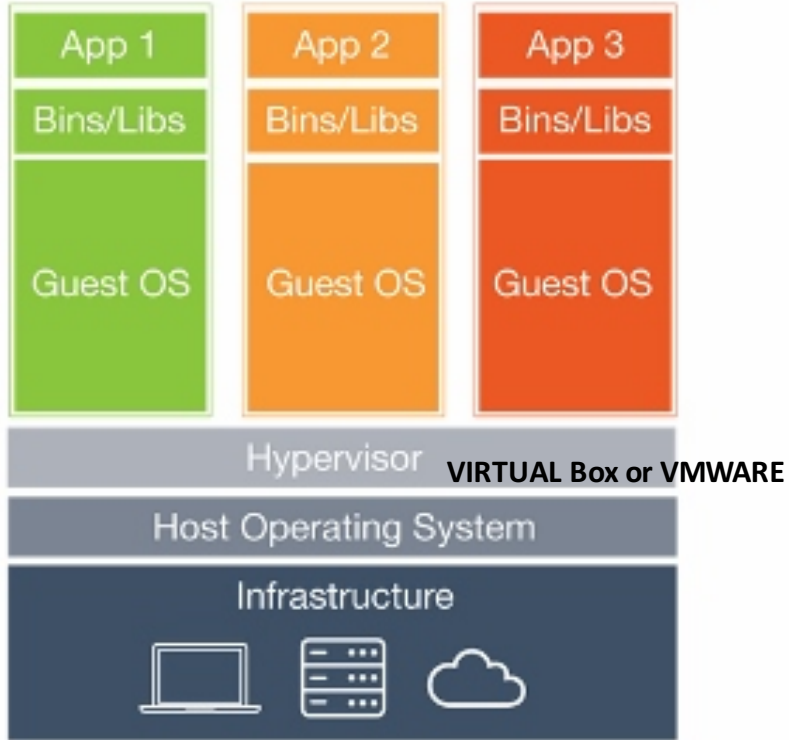 App 1
App 2
App 3
Bins/Libs
Bins/Libs
Bins/Libs
Guest OS
Guest OS
Guest OS
Hypervisor
VIRTUAL Box or VMWARE
Host Operating System
Infrastructure